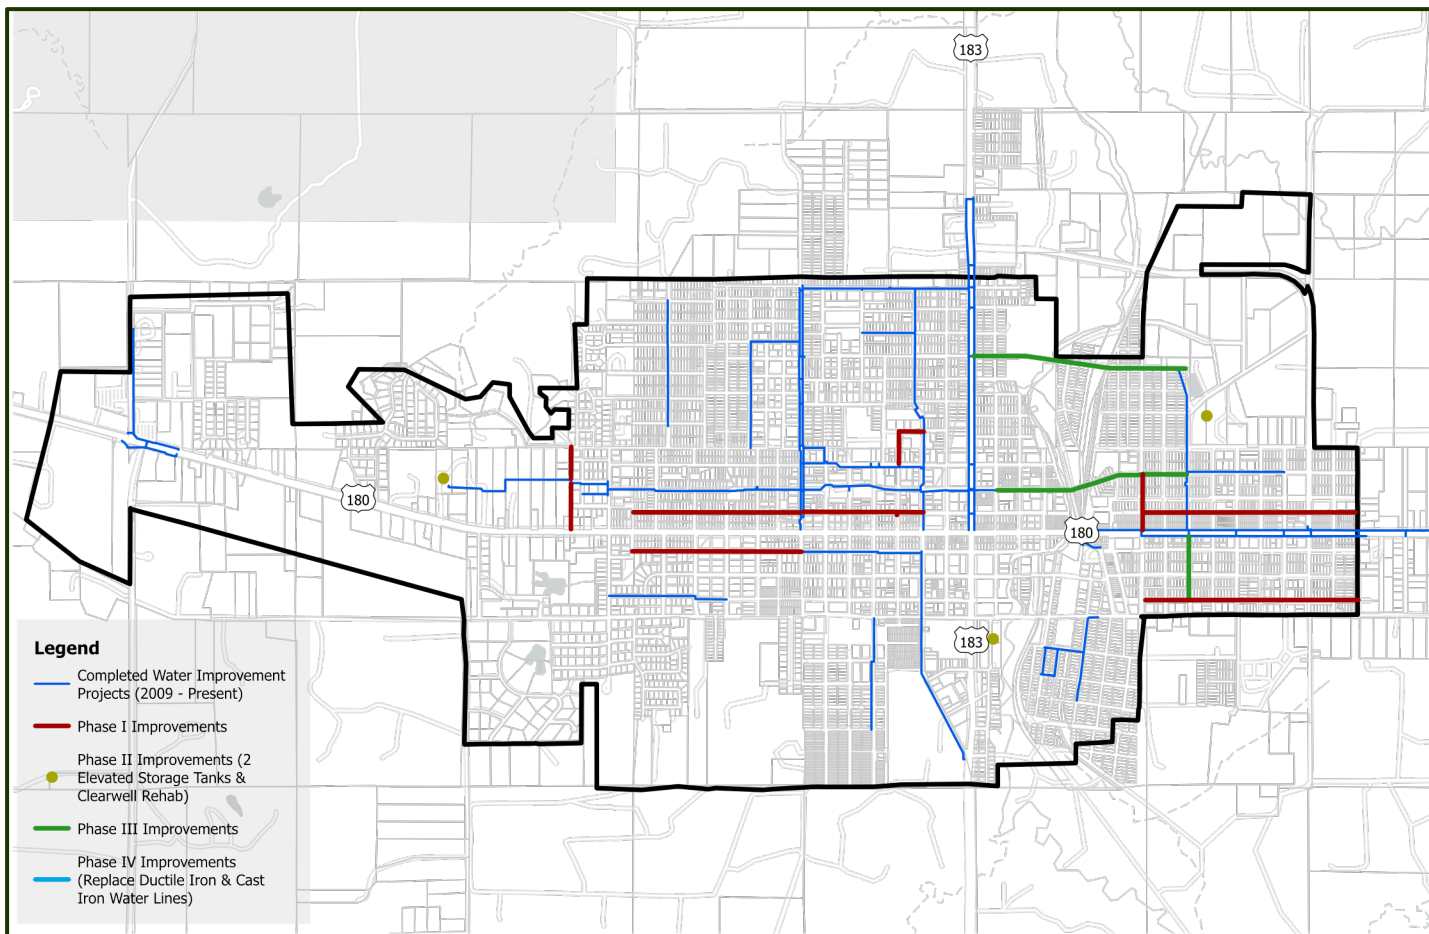 183
180
180
183
Legend
Completed Water Improvement
Projects (2009 - Present)
Phase I Improvements
Phase II Improvements (2
Elevated Storage Tanks &
Clearwell Rehab)
Phase III Improvements
Phase IV Improvements
(Replace Ductile Iron & Cast
Iron Water Lines)